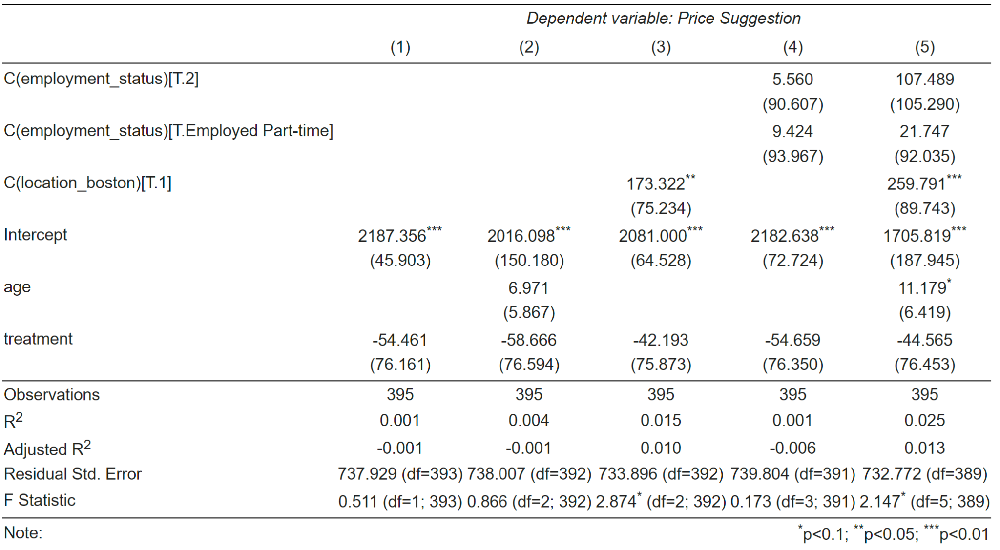 Dependent variable: Price Suggestion
(1) (2) (3) (4) (5)
C(employment_status)[T.2] 5.560 107.489
(90.607) (105.290)
C(employment_status)[T.Employed Part-time] 9.424 21.747
(93.967) (92.035)
C(location_boston)[T.1] 173.322** 259.791***
(75.234) (89.743)
Intercept 2187.356*** 2016.098*** 2081.000*** 2182.638*** 1705.819***
(45.903) (150.180) (64.528) (72.724) (187.945)
age 6.971 11.179*
(5.867) (6.419)
treatment -54.461 -58.666 -42.193 -54.659 -44.565
(76.161) (76.594) (75.873) (76.350) (76.453)
Observations 395 395 395 395 395
R2 0.001 0.004 0.015 0.001 0.025
Adjusted R2 -0.001 -0.001 0.010 -0.006 0.013
Residual Std. Error 737.929 (df=393) 738.007 (df=392) 733.896 (df=392) 739.804 (df=391) 732.772 (df=389)
F Statistic 0.511 (df=1; 393) 0.866 (df=2; 392) 2.874* (df=2; 392) 0.173 (df=3; 391) 2.147* (df=5; 389)
Note: *p<0.1; **p<0.05; ***p<0.01